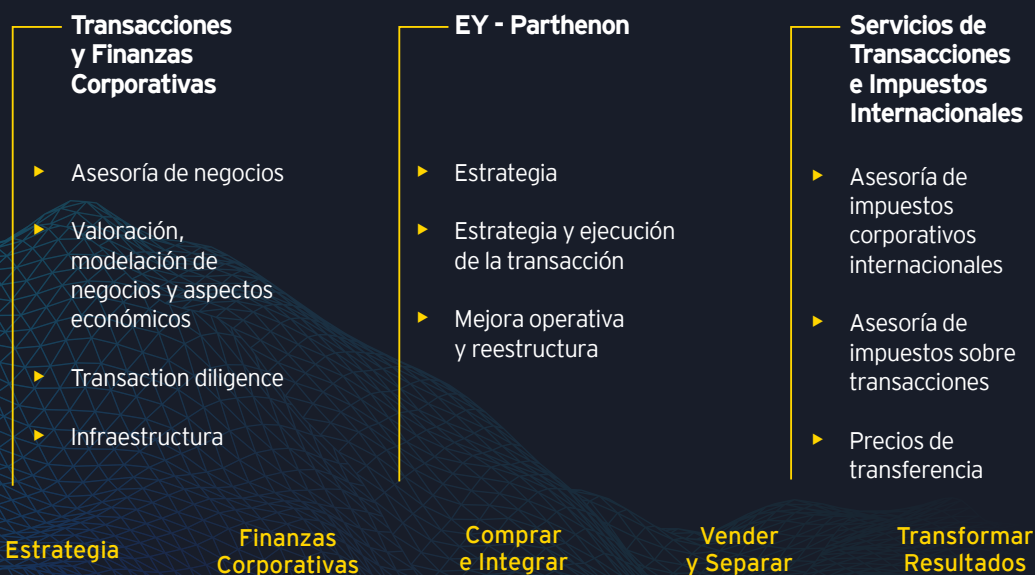 Transacciones
y Finanzas
Corporativas
Asesoría de negocios
Valoración,
modelación de
negocios y aspectos
económicos
Transaction diligence
Infraestructura
EY - Parthenon
Estrategia
Estrategia y ejecución
de la transacción
Mejora operativa
y reestructura
Servicios de
Transacciones
e Impuestos
Internacionales
Asesoría de
impuestos
corporativos
internacionales
Asesoría de
impuestos sobre
transacciones
Precios de
transferencia
Estrategia
Finanzas
Corporativas
Comprar
e Integrar
Vender
y Separar
Transformar
Resultados